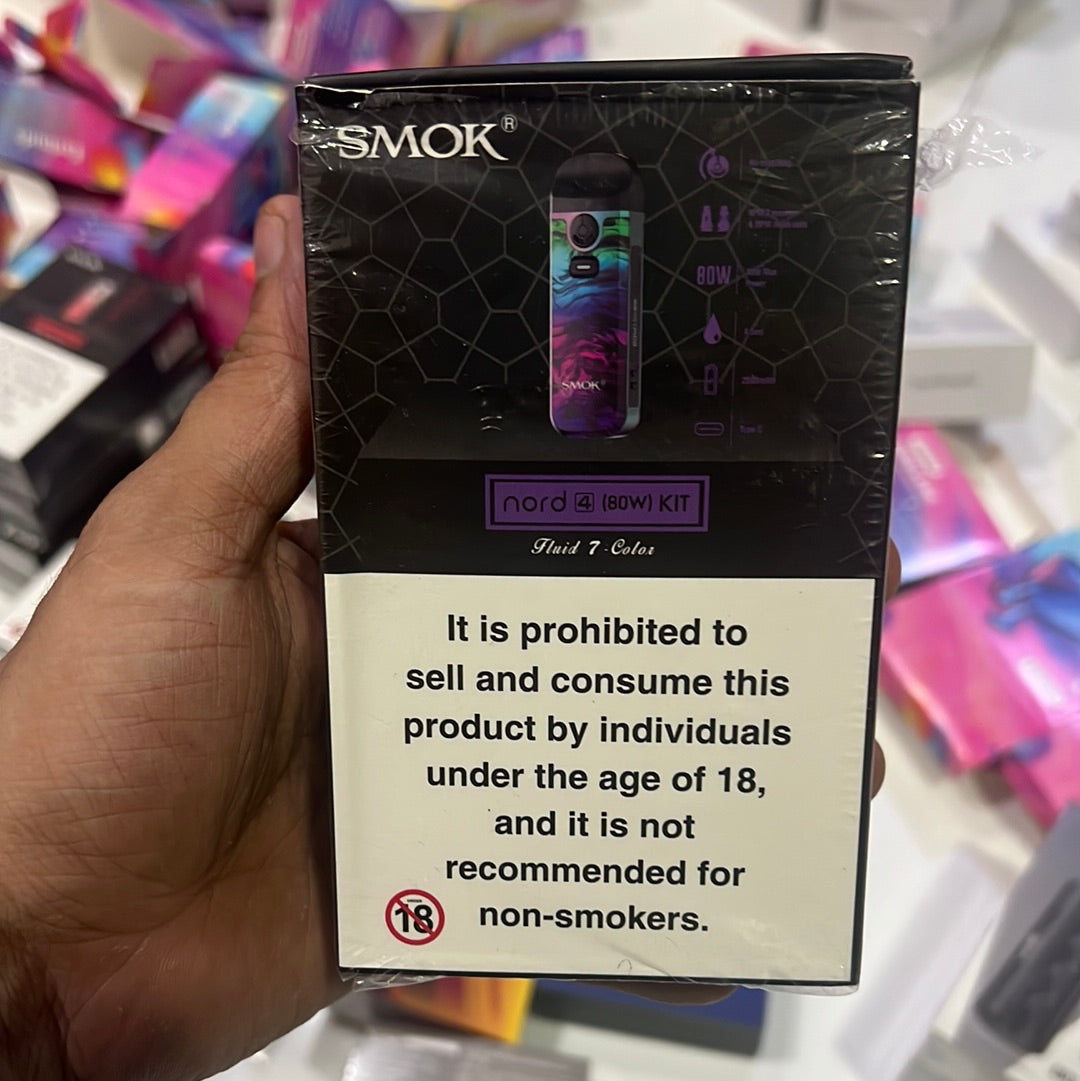 SMOK®
80W
Type-C
SMOK®
nord 4 (80W) KIT
Fluid 7-Color
It is prohibited to
sell and consume this
product by individuals
under the age of 18,
and it is not
recommended for
non-smokers.
18